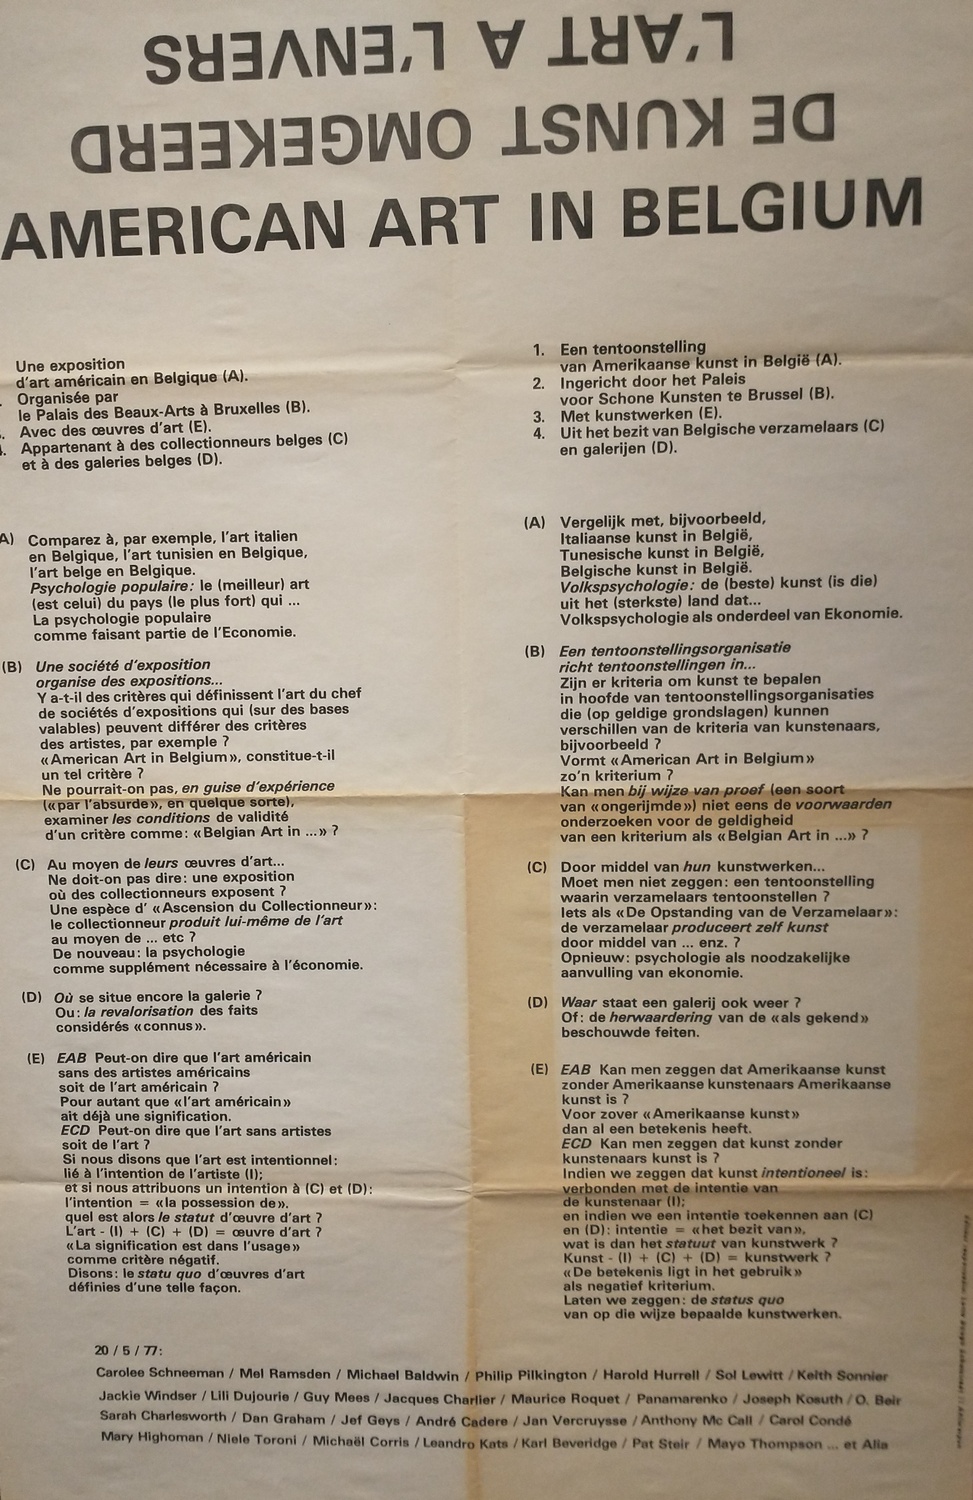 L'ART A L'ENVERS
DE KUNST OMGEKEERD
AMERICAN ART IN BELGIUM
Une exposition
d'art américain en Belgique (A).
Organisée par
le Palais des Beaux-Arts à Bruxelles (B).
Avec des œuvres d'art (E).
Appartenant à des collectionneurs belges (C)
et à des galeries belges (D).
A) Comparez à, par exemple, l'art italien
en Belgique, l'art tunisien en Belgique,
l'art belge en Belgique.
Psychologie populaire: le (meilleur) art
(est celui) du pays (le plus fort) qui ...
La psychologie populaire
comme faisant partie de l'Economie.
(B) Une société d'exposition
organise des expositions...
Y a-t-il des critères qui définissent l'art du chef
de sociétés d'expositions qui (sur des bases
valables) peuvent différer des critères
des artistes, par exemple ?
«American Art in Belgium», constitue-t-il
un tel critère ?
Ne pourrait-on pas, en guise d'expérience
(«par l'absurde», en quelque sorte),
examiner les conditions de validité
d'un critère comme: «Belgian Art in ...» ?
(C) Au moyen de leurs œuvres d'art...
Ne doit-on pas dire: une exposition
où des collectionneurs exposent ?
Une espèce d' «Ascension du Collectionneur»:
le collectionneur produit lui-même de l'art
au moyen de ... etc ?
De nouveau: la psychologie
comme supplément nécessaire à l'économie.
(D) Où se situe encore la galerie ?
Ou: la revalorisation des faits
considérés «connus».
(E) EAB Peut-on dire que l'art américain
sans des artistes américains
soit de l'art américain ?
Pour autant que «l'art américain»
ait déjà une signification.
ECD Peut-on dire que l'art sans artistes
soit de l'art ?
Si nous disons que l'art est intentionnel:
lié à l'intention de l'artiste (I);
et si nous attribuons un intention à (C) et (D):
l'intention = «la possession de»,
quel est alors le statut d'œuvre d'art ?
L'art - (I) + (C) + (D) = œuvre d'art ?
«La signification est dans l'usage»
comme critère négatif.
Disons: le statu quo d'œuvres d'art
définies d'une telle façon.
1. Een tentoonstelling
van Amerikaanse kunst in België (A).
2. Ingericht door het Paleis
voor Schone Kunsten te Brussel (B).
3. Met kunstwerken (E).
4. Uit het bezit van Belgische verzamelaars (C)
en galerijen (D).
(A) Vergelijk met, bijvoorbeeld,
Italiaanse kunst in België,
Tunesische kunst in België,
Belgische kunst in België.
Volkspsychologie: de (beste) kunst (is die)
uit het (sterkste) land dat...
Volkspsychologie als onderdeel van Ekonomie.
(B) Een tentoonstellingsorganisatie
richt tentoonstellingen in...
Zijn er kriteria om kunst te bepalen
in hoofde van tentoonstellingsorganisaties
die (op geldige grondslagen) kunnen
verschillen van de kriteria van kunstenaars,
bijvoorbeeld ?
Vormt «American Art in Belgium»
zo'n kriterium ?
Kan men bij wijze van proef (een soort
van «ongerijmde») niet eens de voorwaarden
onderzoeken voor de geldigheid
van een kriterium als «Belgian Art in ...» ?
(C) Door middel van hun kunstwerken...
Moet men niet zeggen: een tentoonstelling
waarin verzamelaars tentoonstellen ?
Iets als «De Opstanding van de Verzamelaar»:
de verzamelaar produceert zelf kunst
door middel van ... enz. ?
Opnieuw: psychologie als noodzakelijke
aanvulling van ekonomie.
(D) Waar staat een galerij ook weer ?
Of: de herwaardering van de «als gekend»
beschouwde feiten.
(E) EAB Kan men zeggen dat Amerikaanse kunst
zonder Amerikaanse kunstenaars Amerikaanse
kunst is ?
Voor zover «Amerikaanse kunst»
dan al een betekenis heeft.
ECD Kan men zeggen dat kunst zonder
kunstenaars kunst is ?
Indien we zeggen dat kunst intentioneel is:
verbonden met de intentie van
de kunstenaar (I);
en indien we een intentie toekennen aan (C)
en (D): intentie = «het bezit van»,
wat is dan het statuut van kunstwerk ?
Kunst - (I) + (C) + (D) = kunstwerk ?
«De betekenis ligt in het gebruik»
als negatief kriterium.
Laten we zeggen: de status quo
van op die wijze bepaalde kunstwerken.
20 / 5 / 77:
Carolee Schneeman / Mel Ramsden / Michael Baldwin / Philip Pilkington / Harold Hurrell / Sol Lewitt / Keith Sonnier
Jackie Windser / Lili Dujourie / Guy Mees / Jacques Charlier / Maurice Roquet / Panamarenko / Joseph Kosuth / O. Beir
Sarah Charlesworth / Dan Graham / Jef Geys / André Cadere / Jan Vercruysse / Anthony Mc Call / Carol Condé
Mary Highoman / Niele Toroni / Michaël Corris / Leandro Kats / Karl Beveridge / Pat Steir / Mayo Thompson ... et Alia